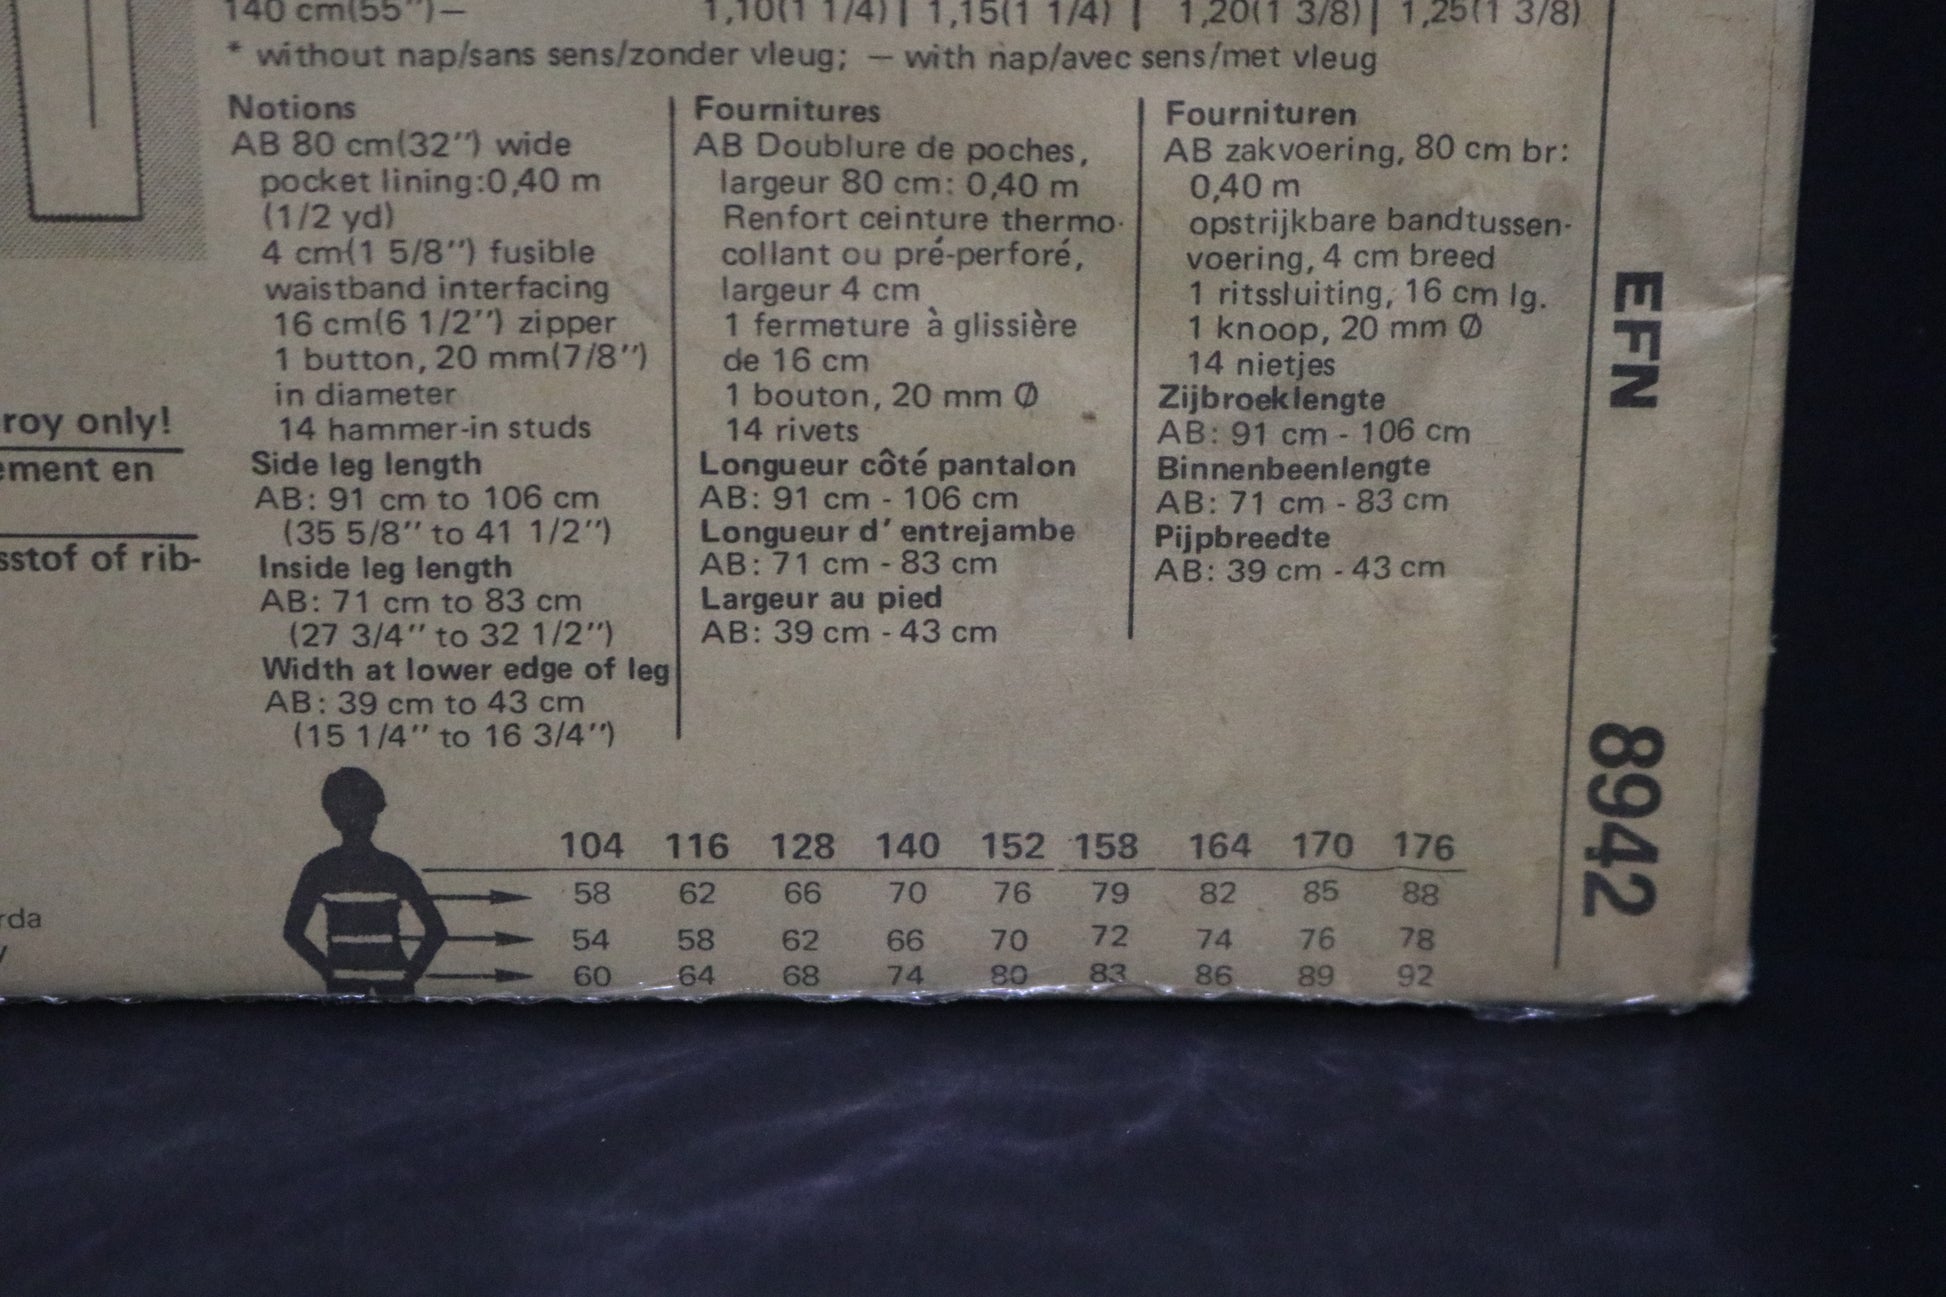 140 cm(55")— 1,10(1 1/4) | 1,15(1 1/4) | 1,20(1 3/8) | 1,25(1 3/8)
* without nap/sans sens/zonder vleug; — with nap/avec sens/met vleug
Notions
AB 80 cm(32") wide
pocket lining:0,40 m
(1/2 yd)
4 cm(1 5/8") fusible
waistband interfacing
16 cm(6 1/2") zipper
1 button, 20 mm(7/8")
in diameter
14 hammer-in studs
Side leg length
AB: 91 cm to 106 cm
(35 5/8" to 41 1/2")
Inside leg length
AB: 71 cm to 83 cm
(27 3/4" to 32 1/2")
Width at lower edge of leg
AB: 39 cm to 43 cm
(15 1/4" to 16 3/4")
Fournitures
AB Doublure de poches,
largeur 80 cm: 0,40 m
Renfort ceinture thermo-
collant ou pré-perforé,
largeur 4 cm
1 fermeture à glissière
de 16 cm
1 bouton, 20 mm Ø
14 rivets
Longueur côté pantalon
AB: 91 cm - 106 cm
Longueur d' entrejambe
AB: 71 cm - 83 cm
Largeur au pied
AB: 39 cm - 43 cm
Fournituren
AB zakvoering, 80 cm br:
0,40 m
opstrijkbare bandtussen-
voering, 4 cm breed
1 ritssluiting, 16 cm lg.
1 knoop, 20 mm Ø
14 nietjes
Zijbroeklengte
AB: 91 cm - 106 cm
Binnenbeenlengte
AB: 71 cm - 83 cm
Pijpbreedte
AB: 39 cm - 43 cm
roy only!
ement en
sstof of rib-
rda
y
104 116 128 140 152 158 164 170 176
58 62 66 70 76 79 82 85 88
54 58 62 66 70 72 74 76 78
60 64 68 74 80 83 86 89 92
EFN
8942